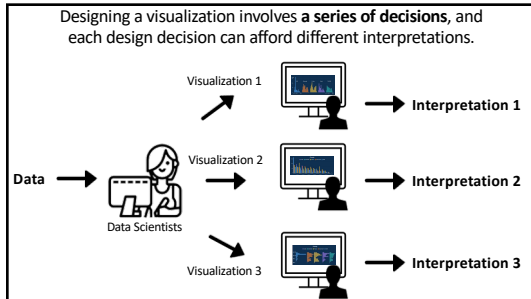 Designing a visualization involves a series of decisions, and
each design decision can afford different interpretations.
Visualization 1
Interpretation 1
Data
Data Scientists
Visualization 2
Interpretation 2
Visualization 3
Interpretation 3